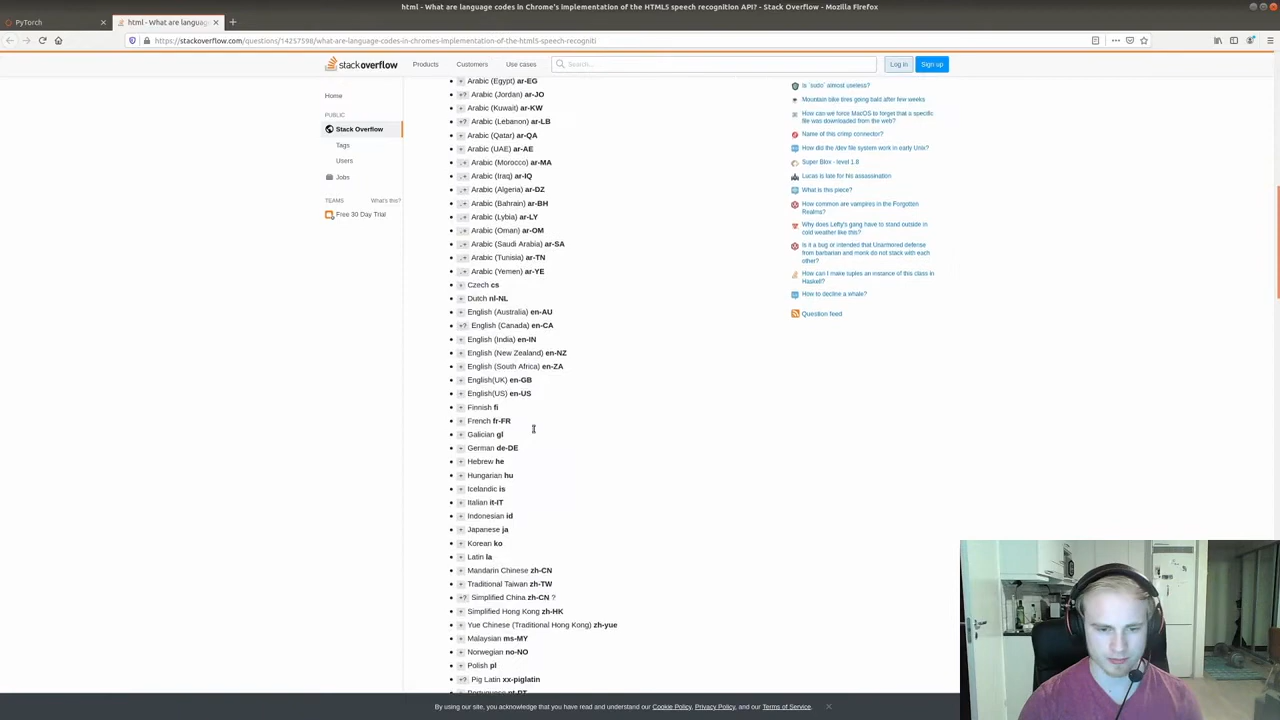 html - What are language codes in Chrome's implementation of the HTML5 speech recognition API? - Stack Overflow - Mozilla Firefox
PyTorch
html - What are languag
https://stackoverflow.com/questions/14257598/what-are-language-codes-in-chromes-implementation-of-the-html5-speech-recogniti
stackoverflow
Products
Customers
Use cases
Search...
Log in
Sign up
Home
PUBLIC
Stack Overflow
Tags
Users
Jobs
TEAMS
What's this?
Free 30 Day Trial
+ Arabic (Egypt) ar-EG
+? Arabic (Jordan) ar-JO
+ Arabic (Kuwait) ar-KW
+? Arabic (Lebanon) ar-LB
+ Arabic (Qatar) ar-QA
+ Arabic (UAE) ar-AE
.+ Arabic (Morocco) ar-MA
.+ Arabic (Iraq) ar-IQ
.+ Arabic (Algeria) ar-DZ
.+ Arabic (Bahrain) ar-BH
.+ Arabic (Lybia) ar-LY
.+ Arabic (Oman) ar-OM
.+ Arabic (Saudi Arabia) ar-SA
.+ Arabic (Tunisia) ar-TN
.+ Arabic (Yemen) ar-YE
Czech cs
+ Dutch nl-NL
+ English (Australia) en-AU
+? English (Canada) en-CA
+ English (India) en-IN
+ English (New Zealand) en-NZ
+ English (South Africa) en-ZA
+ English(UK) en-GB
+ English(US) en-US
+ Finnish fi
+ French fr-FR
+ Galician gl
+ German de-DE
+ Hebrew he
+ Hungarian hu
+ Icelandic is
+ Italian it-IT
+ Indonesian id
+ Japanese ja
+ Korean ko
+ Latin la
+ Mandarin Chinese zh-CN
+ Traditional Taiwan zh-TW
+? Simplified China zh-CN ?
+ Simplified Hong Kong zh-HK
+ Yue Chinese (Traditional Hong Kong) zh-yue
+ Malaysian ms-MY
+ Norwegian no-NO
+ Polish pl
+? Pig Latin xx-piglatin
Portuguese pt-PT
Is `sudo` almost useless?
Mountain bike tires going bald after few weeks
How can we force MacOS to forget that a specific
file was downloaded from the web?
Name of this crimp connector?
How did the /dev file system work in early Unix?
Super Blox - level 1.8
Lucas is late for his assassination
What is this piece?
How common are vampires in the Forgotten
Realms?
Why does Lefty's gang have to stand outside in
cold weather like this?
Is it a bug or intended that Unarmored defense
from barbarian and monk do not stack with each
other?
How can I make tuples an instance of this class in
Haskell?
How to decline a whale?
Question feed
By using our site, you acknowledge that you have read and understand our Cookie Policy, Privacy Policy, and our Terms of Service.